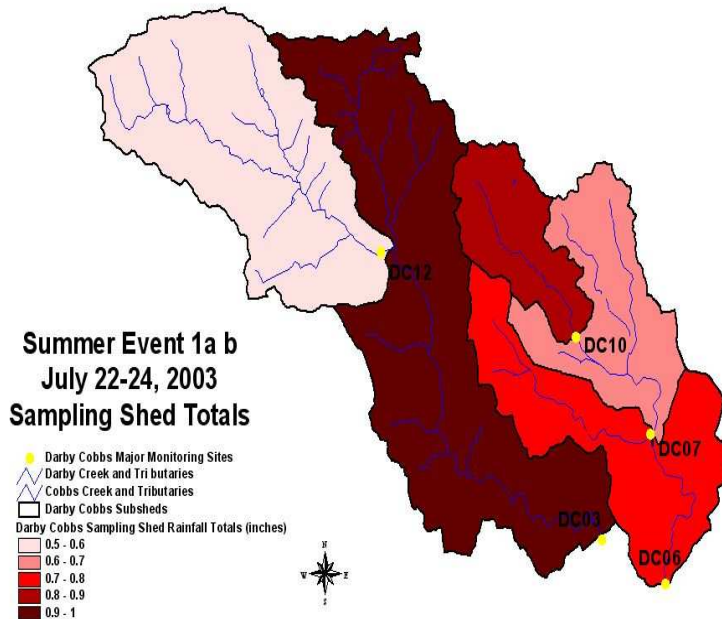 DC12
DC10
DC07
DC03
DC06
Summer Event 1a b
July 22-24, 2003
Sampling Shed Totals
Darby Cobbs Major Monitoring Sites
Darby Creek and Tributaries
Cobbs Creek and Tributaries
Darby Cobbs Subsheds
Darby Cobbs Sampling Shed Rainfall Totals (inches)
0.5 - 0.6
0.6 - 0.7
0.7 - 0.8
0.8 - 0.9
0.9 - 1
N
W E
S